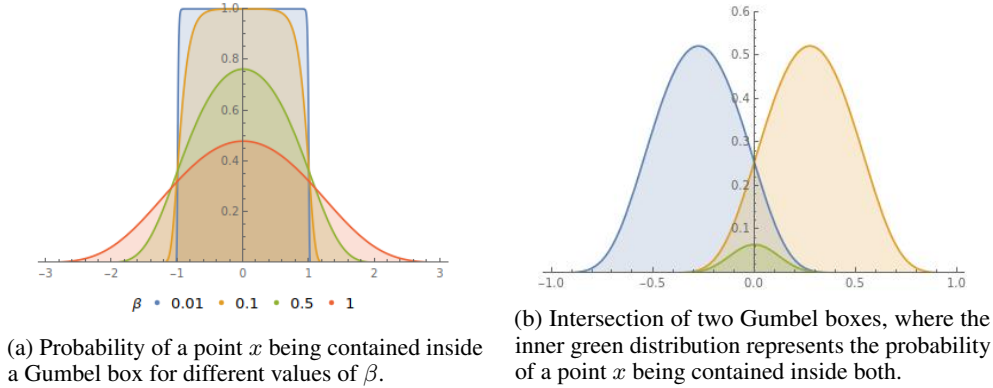 1.0
0.8
0.6
0.4
0.2
−3 −2 −1 0 1 2 3
β 0.01 0.1 0.5 1
(a) Probability of a point x being contained inside
a Gumbel box for different values of β.
0.6
0.5
0.4
0.3
0.2
0.1
−1.0 −0.5 0.0 0.5 1.0
(b) Intersection of two Gumbel boxes, where the
inner green distribution represents the probability
of a point x being contained inside both.